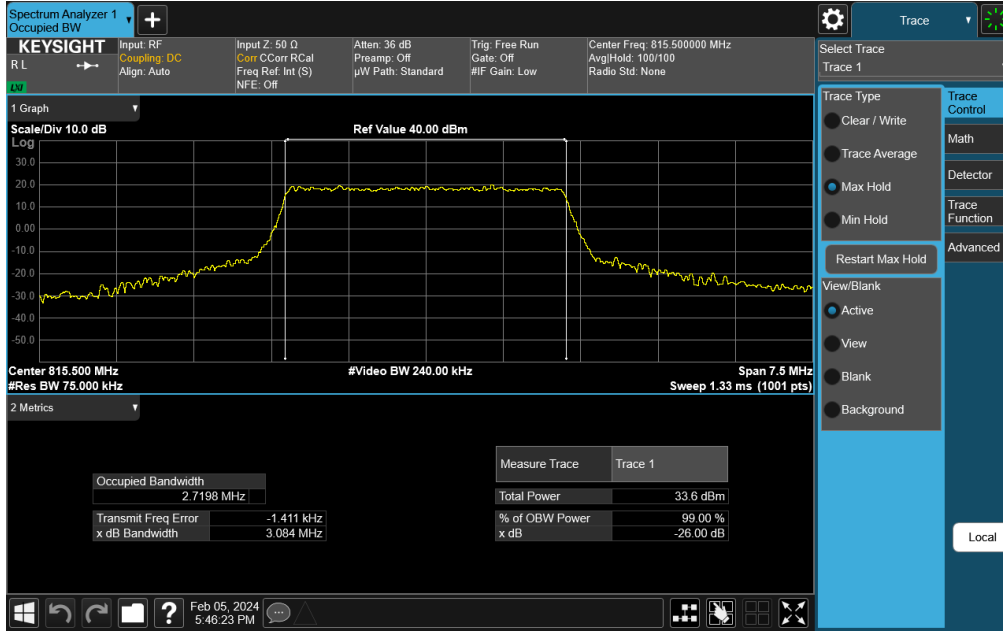 Spectrum Analyzer 1
Occupied BW
Trace
KEYSIGHT
R L
LXI
Input: RF
Coupling: DC
Align: Auto
Input Z: 50 Ω
Corr CCorr RCal
Freq Ref: Int (S)
NFE: Off
Atten: 36 dB
Preamp: Off
µW Path: Standard
Trig: Free Run
Gate: Off
#IF Gain: Low
Center Freq: 815.500000 MHz
Avg|Hold: 100/100
Radio Std: None
Select Trace
Trace 1
1 Graph
Scale/Div 10.0 dB
Ref Value 40.00 dBm
Log
30.0
20.0
10.0
0.00
-10.0
-20.0
-30.0
-40.0
-50.0
Center 815.500 MHz
#Video BW 240.00 kHz
Span 7.5 MHz
#Res BW 75.000 kHz
Sweep 1.33 ms (1001 pts)
2 Metrics
Occupied Bandwidth
2.7198 MHz
Transmit Freq Error -1.411 kHz
x dB Bandwidth 3.084 MHz
Measure Trace Trace 1
Total Power 33.6 dBm
% of OBW Power 99.00 %
x dB -26.00 dB
Trace Type
Clear / Write
Trace Average
Max Hold
Min Hold
Restart Max Hold
View/Blank
Active
View
Blank
Background
Trace
Control
Math
Detector
Trace
Function
Advanced
Local
?
Feb 05, 2024
5:46:23 PM